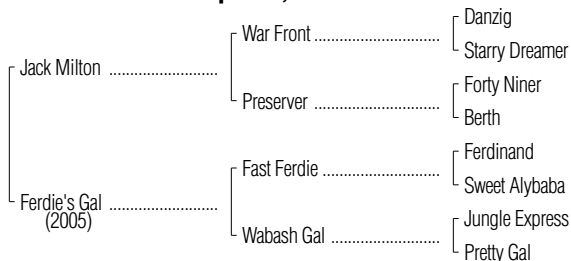 Danzig
War Front ............................
Starry Dreamer
Jack Milton ........................
Forty Niner
Preserver ............................
Berth
Ferdinand
Fast Ferdie ..........................
Sweet Alybaba
Ferdie's Gal ........................
(2005)
Jungle Express
Wabash Gal ........................
Pretty Gal